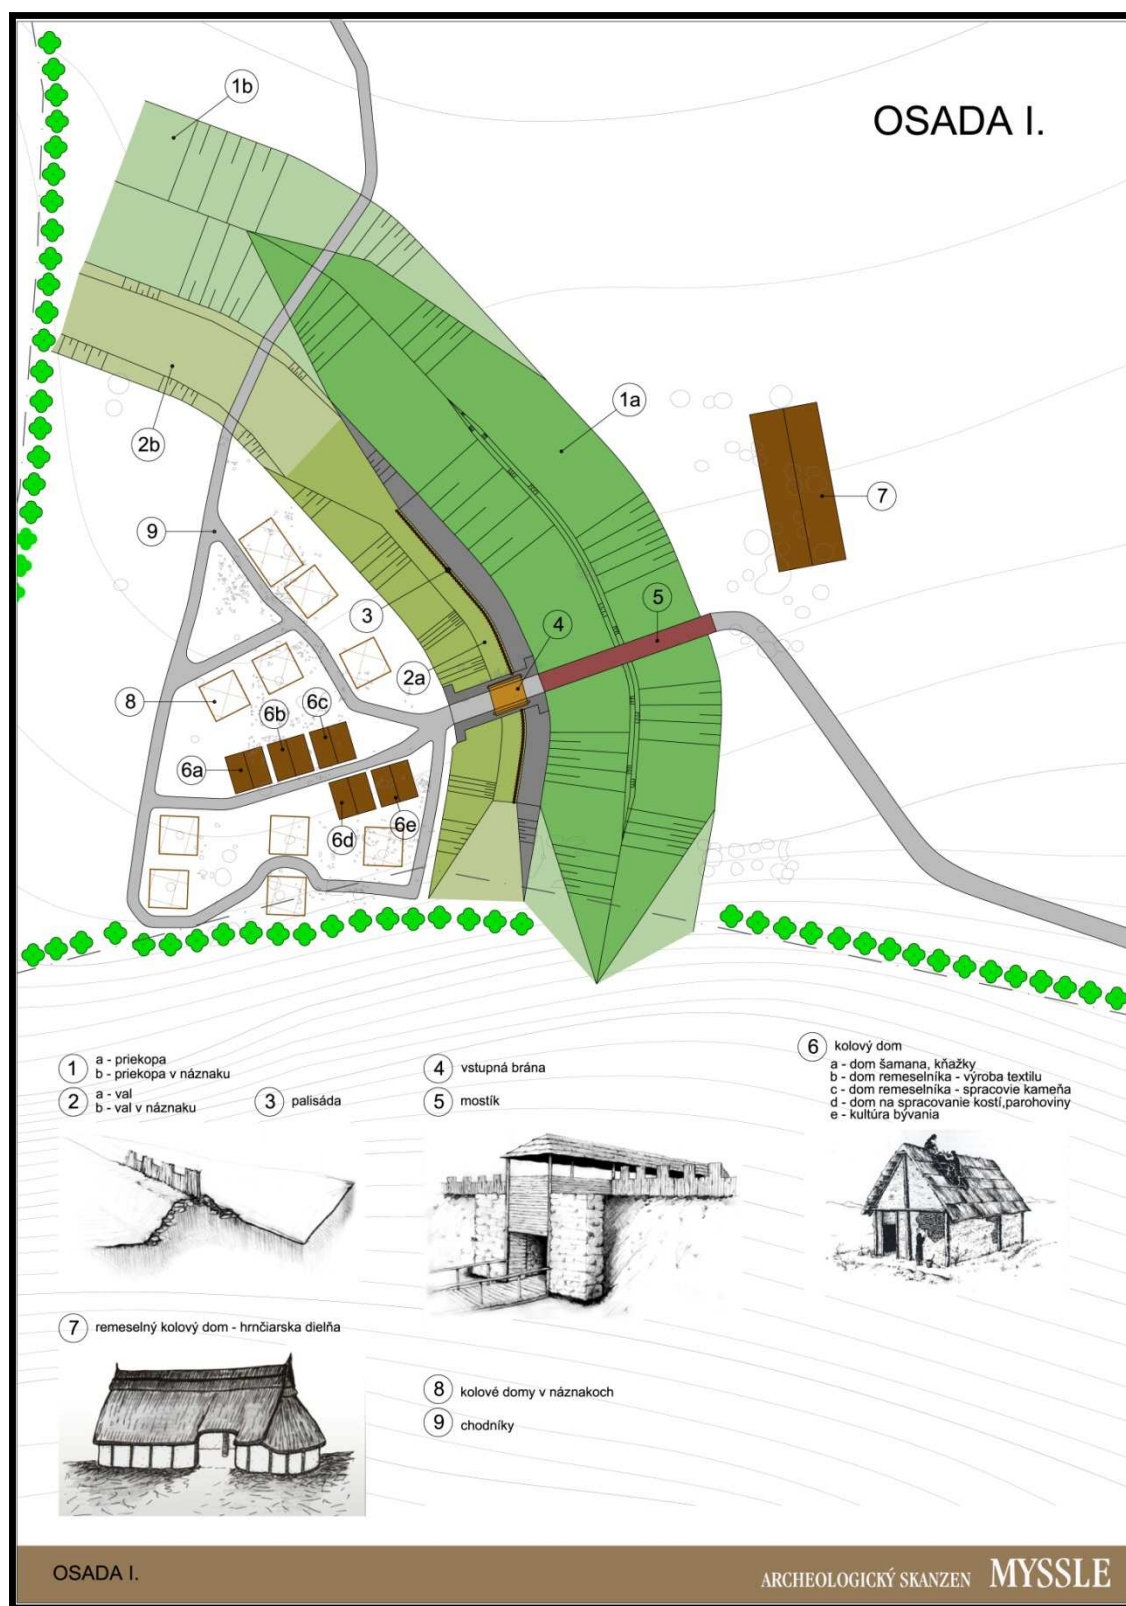 OSADA I.
1b
1a
2b
7
9
3
4
5
2a
8
6c
6b
6a
6d
6e
1 a - priekopa
b - priekopa v náznaku
2 a - val
b - val v náznaku
3 palisáda
4 vstupná brána
5 mostík
6 kolový dom
a - dom šamana, kňažky
b - dom remeselníka - výroba textilu
c - dom remeselníka - spracovie kameňa
d - dom na spracovanie kostí,parohoviny
e - kultúra bývania
7 remeselný kolový dom - hrnčiarska dielňa
8 kolové domy v náznakoch
9 chodníky
OSADA I.
ARCHEOLOGICKÝ SKANZEN MYSSLE